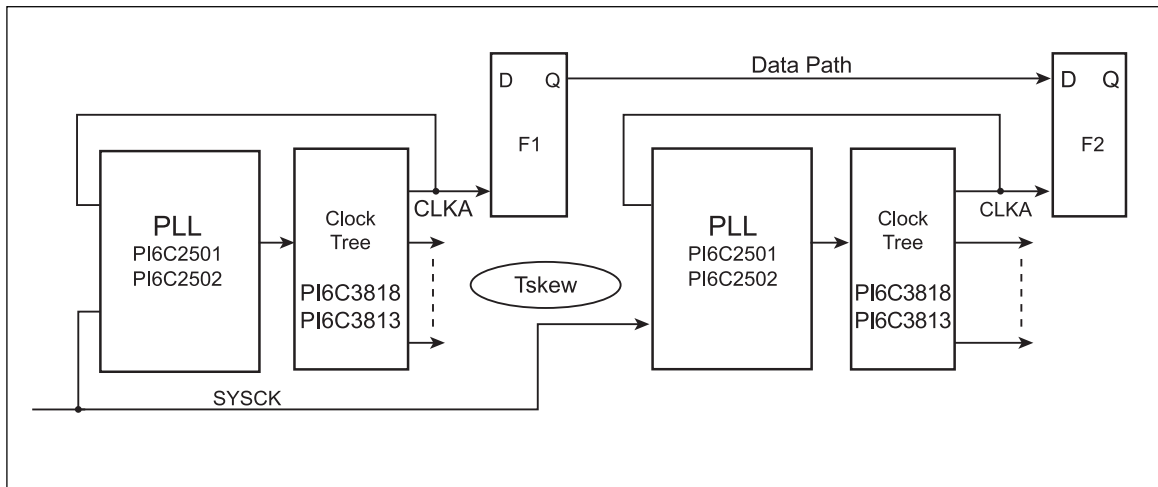 D Q
F1
Data Path
D Q
F2
PLL
PI6C2501
PI6C2502
Clock
Tree
PI6C3818
PI6C3813
CLKA
Tskew
PLL
PI6C2501
PI6C2502
Clock
Tree
PI6C3818
PI6C3813
CLKA
SYSCK